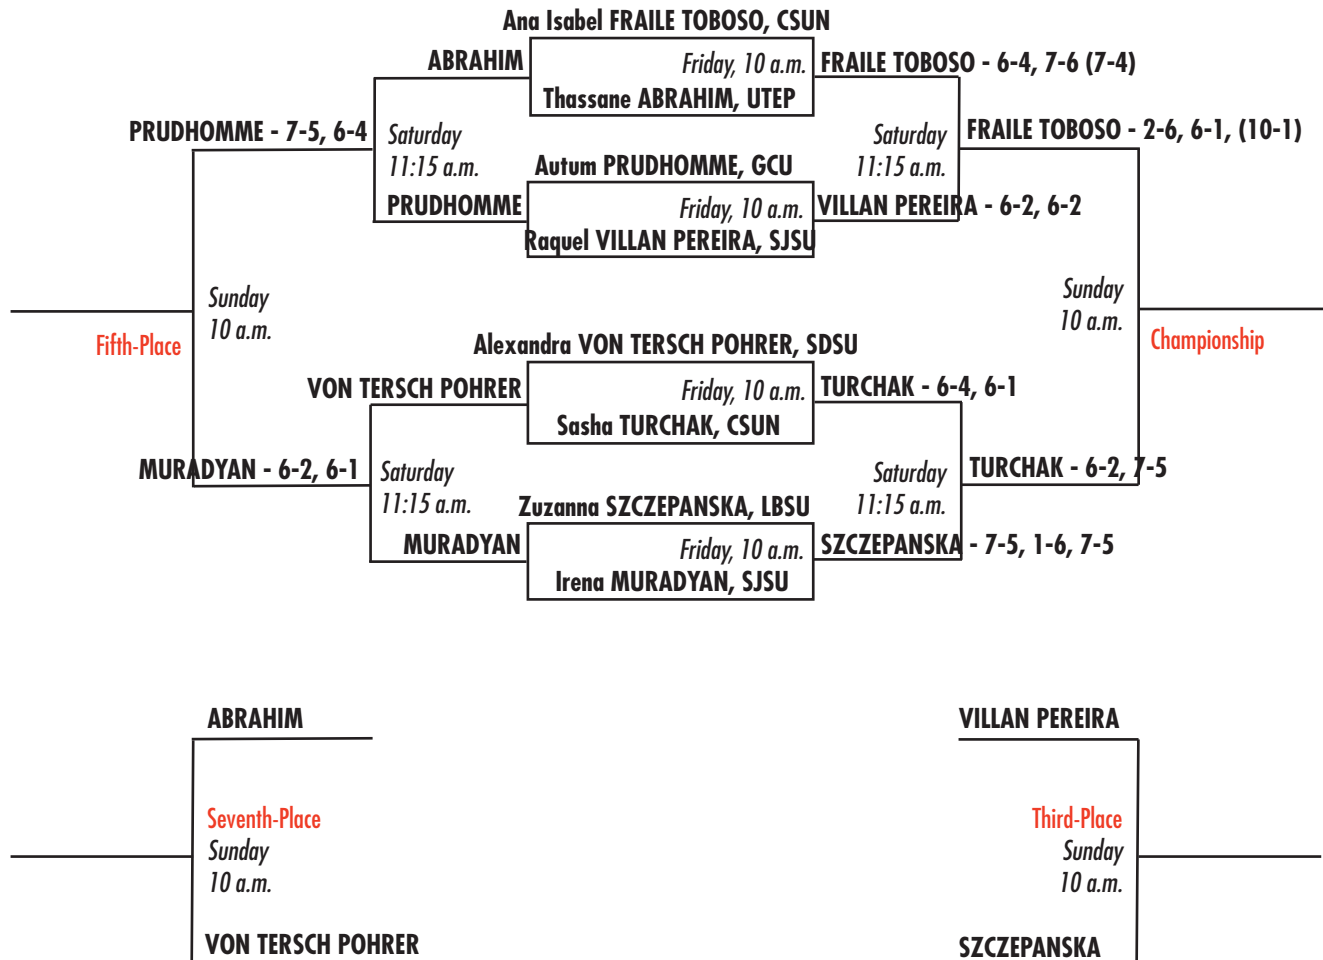 Ana Isabel FRAILE TOBOSO, CSUN
ABRAHIM
Friday, 10 a.m.
FRAILE TOBOSO - 6-4, 7-6 (7-4)
Thassane ABRAHIM, UTEP
PRUDHOMME - 7-5, 6-4
Saturday
11:15 a.m.
Saturday
11:15 a.m.
FRAILE TOBOSO - 2-6, 6-1, (10-1)
Autum PRUDHOMME, GCU
PRUDHOMME
Friday, 10 a.m.
VILLAN PEREIRA - 6-2, 6-2
Raquel VILLAN PEREIRA, SJSU
Sunday
10 a.m.
Fifth-Place
Sunday
10 a.m.
Championship
Alexandra VON TERSCH POHRER, SDSU
VON TERSCH POHRER
Friday, 10 a.m.
TURCHAK - 6-4, 6-1
Sasha TURCHAK, CSUN
MURADYAN - 6-2, 6-1
Saturday
11:15 a.m.
Saturday
11:15 a.m.
TURCHAK - 6-2, 7-5
Zuzanna SZCZEPANSKA, LBSU
MURADYAN
Friday, 10 a.m.
SZCZEPANSKA - 7-5, 1-6, 7-5
Irena MURADYAN, SJSU
ABRAHIM
VILLAN PEREIRA
Seventh-Place
Sunday
10 a.m.
Third-Place
Sunday
10 a.m.
VON TERSCH POHRER
SZCZEPANSKA